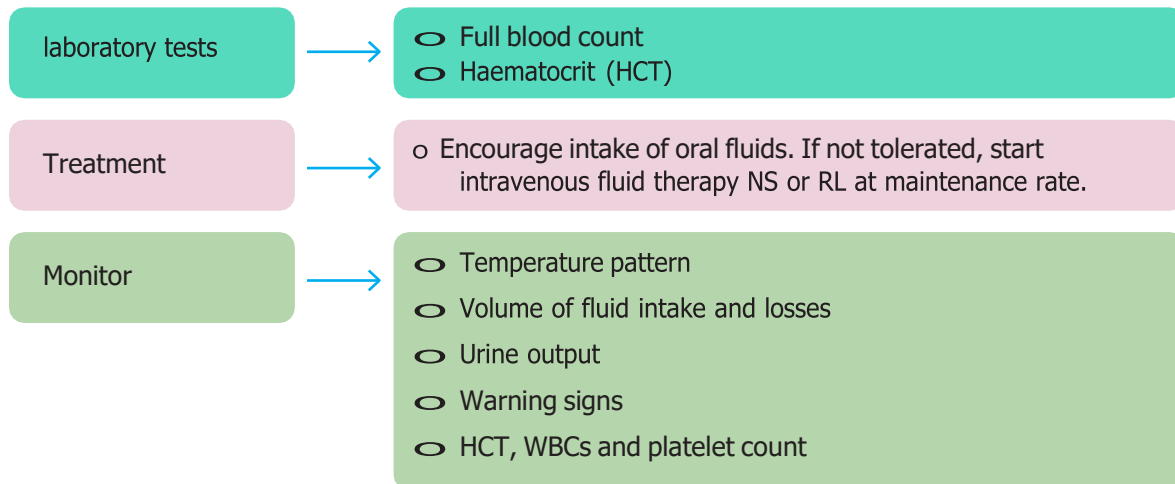 laboratory tests
o Full blood count
o Haematocrit (HCT)
Treatment
o Encourage intake of oral fluids. If not tolerated, start
intravenous fluid therapy NS or RL at maintenance rate.
Monitor
o Temperature pattern
o Volume of fluid intake and losses
o Urine output
o Warning signs
o HCT, WBCs and platelet count